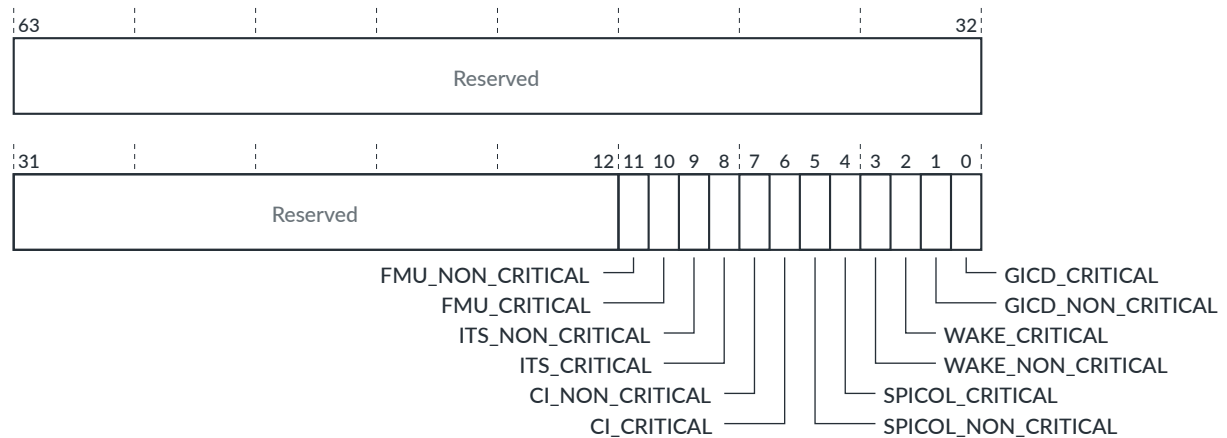 63 32
Reserved
31 12 11 10 9 8 7 6 5 4 3 2 1 0
Reserved
FMU_NON_CRITICAL GICD_CRITICAL
FMU_CRITICAL GICD_NON_CRITICAL
ITS_NON_CRITICAL WAKE_CRITICAL
ITS_CRITICAL WAKE_NON_CRITICAL
CI_NON_CRITICAL SPICOL_CRITICAL
CI_CRITICAL SPICOL_NON_CRITICAL